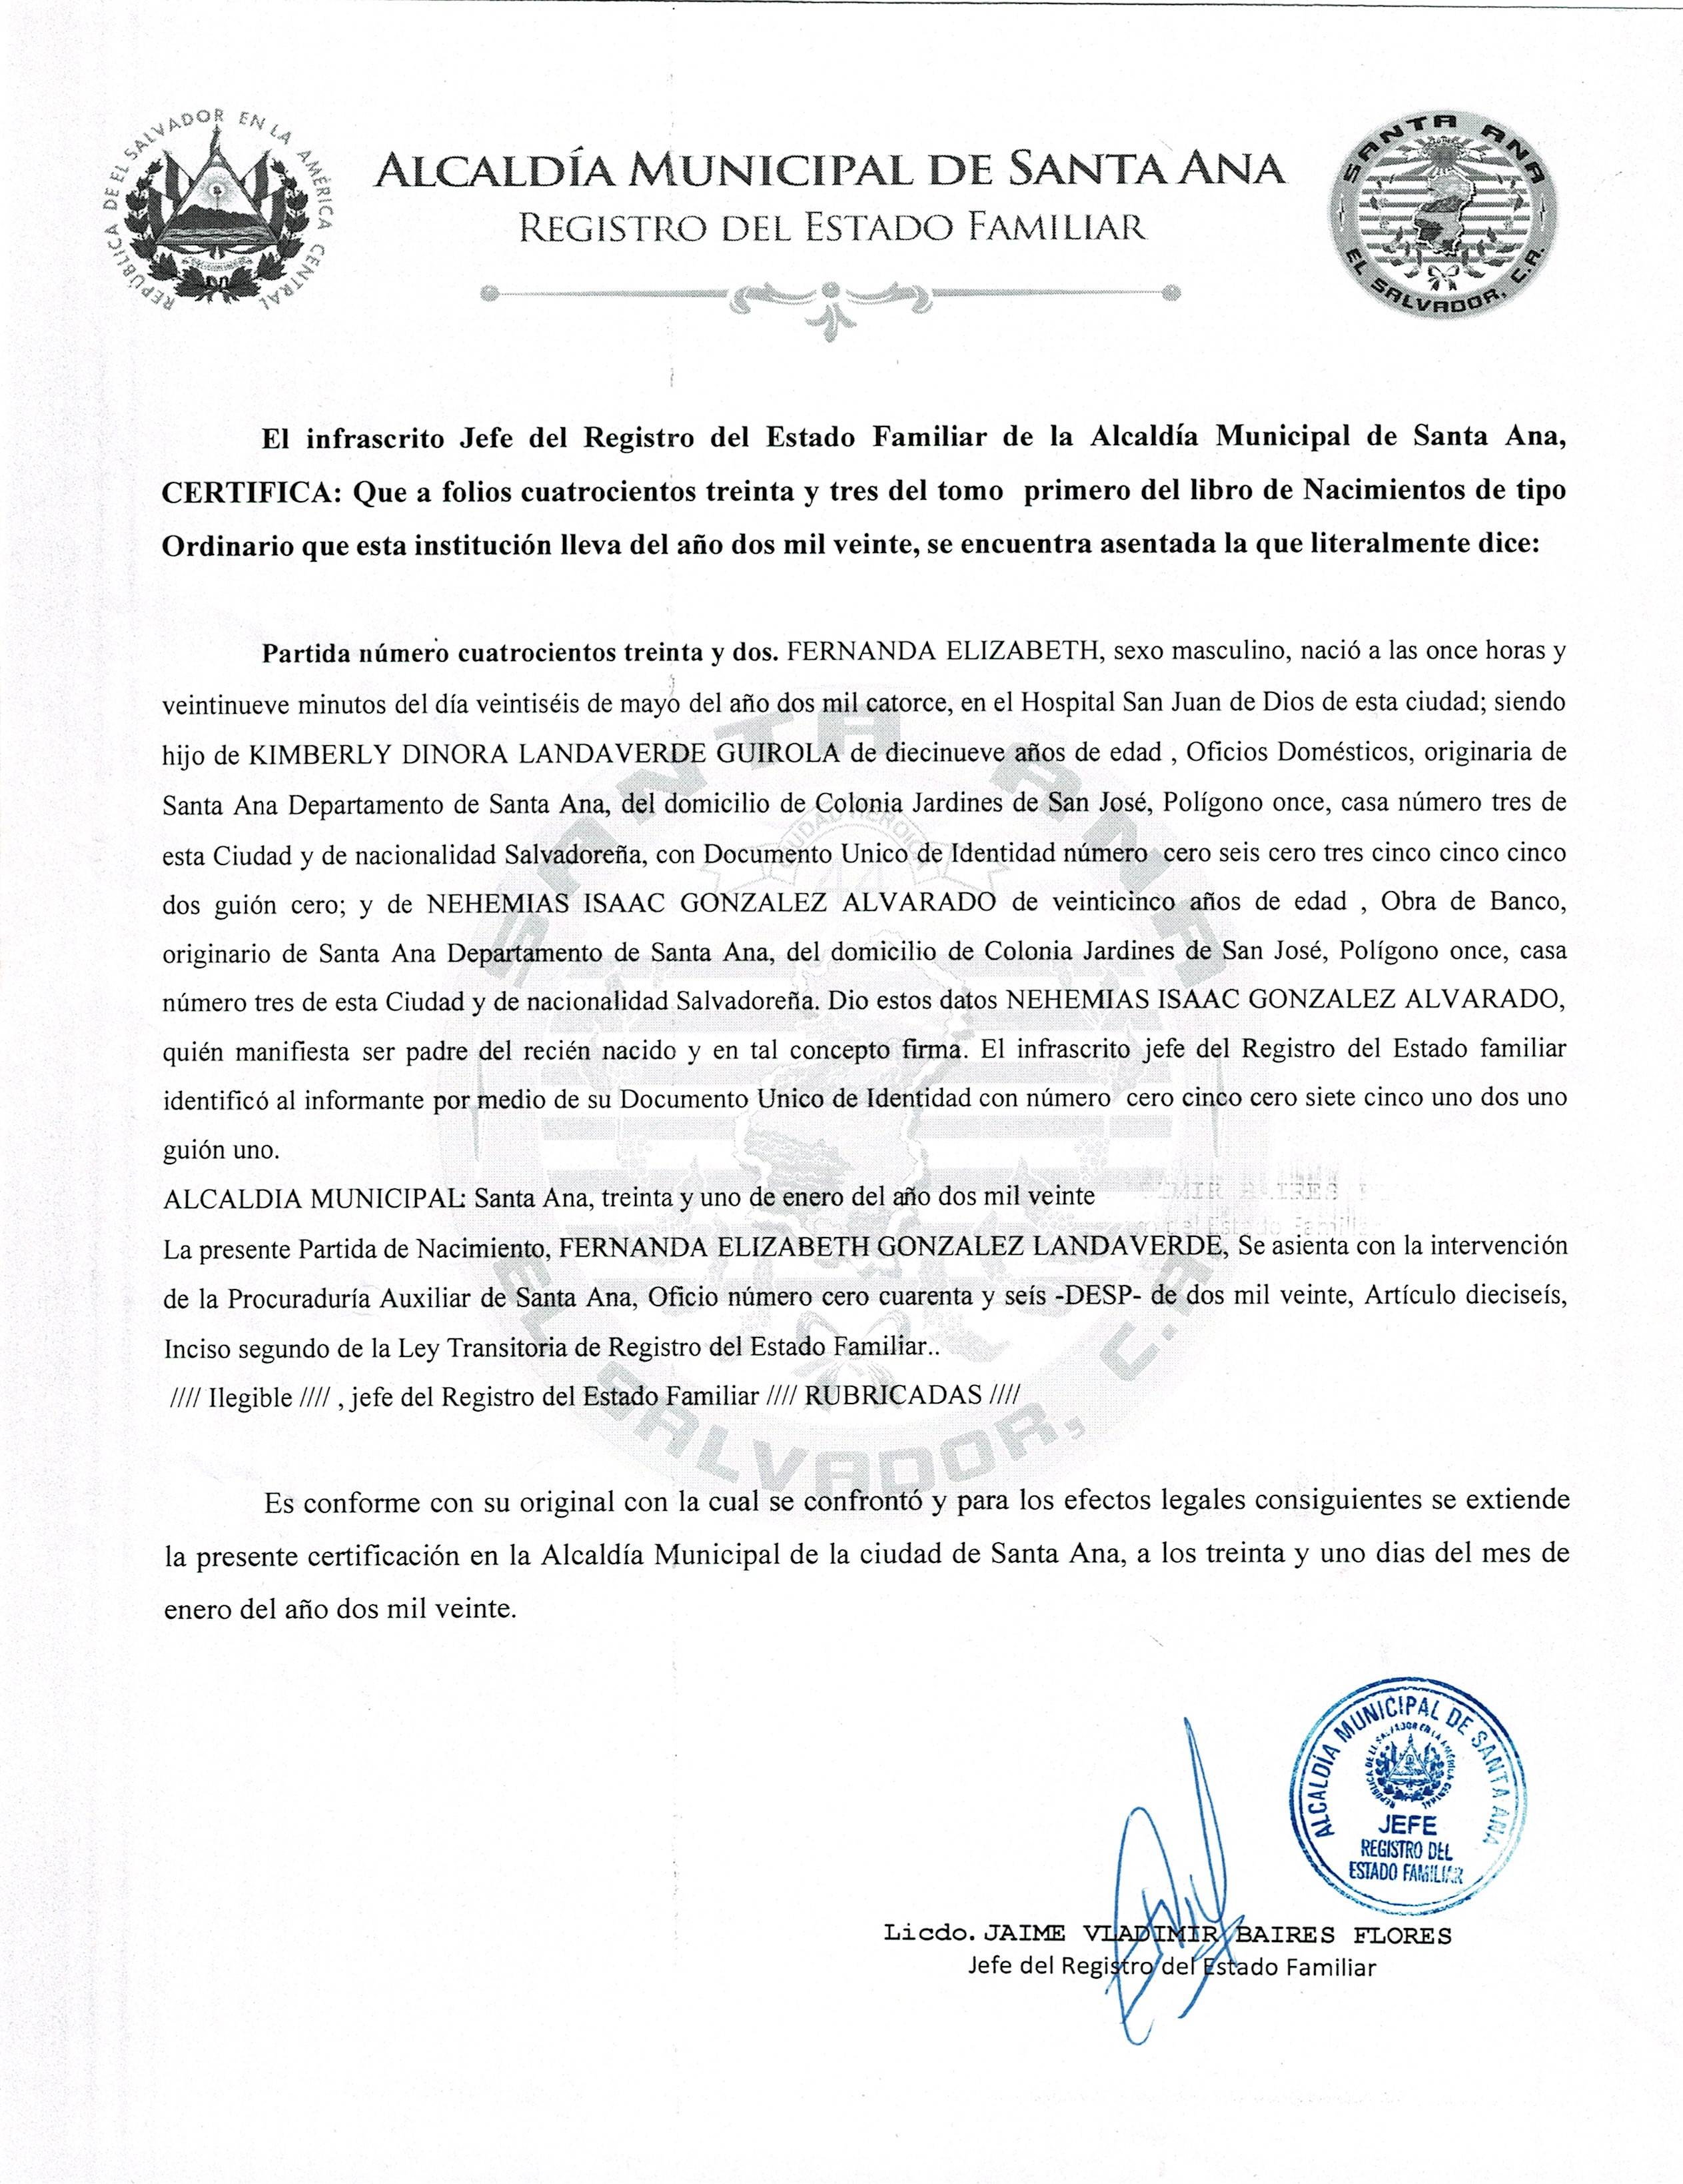 REPÚBLICA DE EL SALVADOR EN LA AMÉRICA CENTRAL
ALCALDÍA MUNICIPAL DE SANTA ANA
REGISTRO DEL ESTADO FAMILIAR
SANTA ANA
EL SALVADOR, C.A.
El infrascrito Jefe del Registro del Estado Familiar de la Alcaldía Municipal de Santa Ana,
CERTIFICA: Que a folios cuatrocientos treinta y tres del tomo primero del libro de Nacimientos de tipo
Ordinario que esta institución lleva del año dos mil veinte, se encuentra asentada la que literalmente dice:
Partida número cuatrocientos treinta y dos. FERNANDA ELIZABETH, sexo masculino, nació a las once horas y
veintinueve minutos del día veintiséis de mayo del año dos mil catorce, en el Hospital San Juan de Dios de esta ciudad; siendo
hijo de KIMBERLY DINORA LANDAVERDE GUIROLA de diecinueve años de edad , Oficios Domésticos, originaria de
Santa Ana Departamento de Santa Ana, del domicilio de Colonia Jardines de San José, Polígono once, casa número tres de
esta Ciudad y de nacionalidad Salvadoreña, con Documento Unico de Identidad número cero seis cero tres cinco cinco cinco
dos guión cero; y de NEHEMIAS ISAAC GONZALEZ ALVARADO de veinticinco años de edad , Obra de Banco,
originario de Santa Ana Departamento de Santa Ana, del domicilio de Colonia Jardines de San José, Polígono once, casa
número tres de esta Ciudad y de nacionalidad Salvadoreña. Dio estos datos NEHEMIAS ISAAC GONZALEZ ALVARADO,
quién manifiesta ser padre del recién nacido y en tal concepto firma. El infrascrito jefe del Registro del Estado familiar
identificó al informante por medio de su Documento Unico de Identidad con número cero cinco cero siete cinco uno dos uno
guión uno.
ALCALDIA MUNICIPAL: Santa Ana, treinta y uno de enero del año dos mil veinte
La presente Partida de Nacimiento, FERNANDA ELIZABETH GONZALEZ LANDAVERDE, Se asienta con la intervención
de la Procuraduría Auxiliar de Santa Ana, Oficio número cero cuarenta y seís -DESP- de dos mil veinte, Artículo dieciseís,
Inciso segundo de la Ley Transitoria de Registro del Estado Familiar..
//// Ilegible //// , jefe del Registro del Estado Familiar //// RUBRICADAS ////
SANTA ANA
CIUDAD HEROICA
44
EL SALVADOR, C.A.
Es conforme con su original con la cual se confrontó y para los efectos legales consiguientes se extiende
la presente certificación en la Alcaldía Municipal de la ciudad de Santa Ana, a los treinta y uno dias del mes de
enero del año dos mil veinte.
ALCALDÍA MUNICIPAL DE SANTA ANA
REPÚBLICA DE EL SALVADOR EN LA AMÉRICA CENTRAL
JEFE
REGISTRO DEL
ESTADO FAMILIAR
Licdo. JAIME VLADIMIR BAIRES FLORES
Jefe del Registro del Estado Familiar